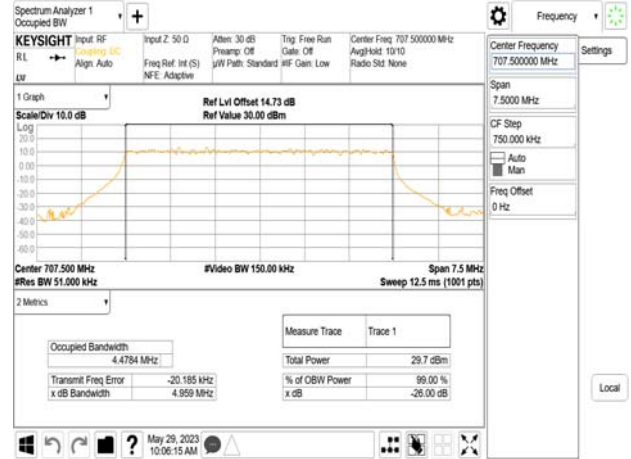 Spectrum Analyzer 1
Occupied BW
Frequency
KEYSIGHT
RL
LV
Input: RF
Coupling: DC
Align: Auto
Input Z: 50 Ω
Freq Ref: Int (S)
NFE: Adaptive
Atten: 30 dB
Preamp: Off
µW Path: Standard
Trig: Free Run
Gate: Off
#IF Gain: Low
Center Freq: 707.500000 MHz
Avg|Hold: 10/10
Radio Std: None
Center Frequency
707.500000 MHz
Settings
Span
7.5000 MHz
CF Step
750.000 kHz
Auto
Man
Freq Offset
0 Hz
Local
1 Graph
Scale/Div 10.0 dB
Ref Lvl Offset 14.73 dB
Ref Value 30.00 dBm
Log
20.0
10.0
0.00
-10.0
-20.0
-30.0
-40.0
-50.0
-60.0
Center 707.500 MHz
#Video BW 150.00 kHz
Span 7.5 MHz
#Res BW 51.000 kHz
Sweep 12.5 ms (1001 pts)
2 Metrics
Measure Trace Trace 1
Occupied Bandwidth
4.4784 MHz
Total Power 29.7 dBm
Transmit Freq Error -20.185 kHz
% of OBW Power 99.00 %
x dB Bandwidth 4.959 MHz
x dB -26.00 dB
?
May 29, 2023
10:06:15 AM